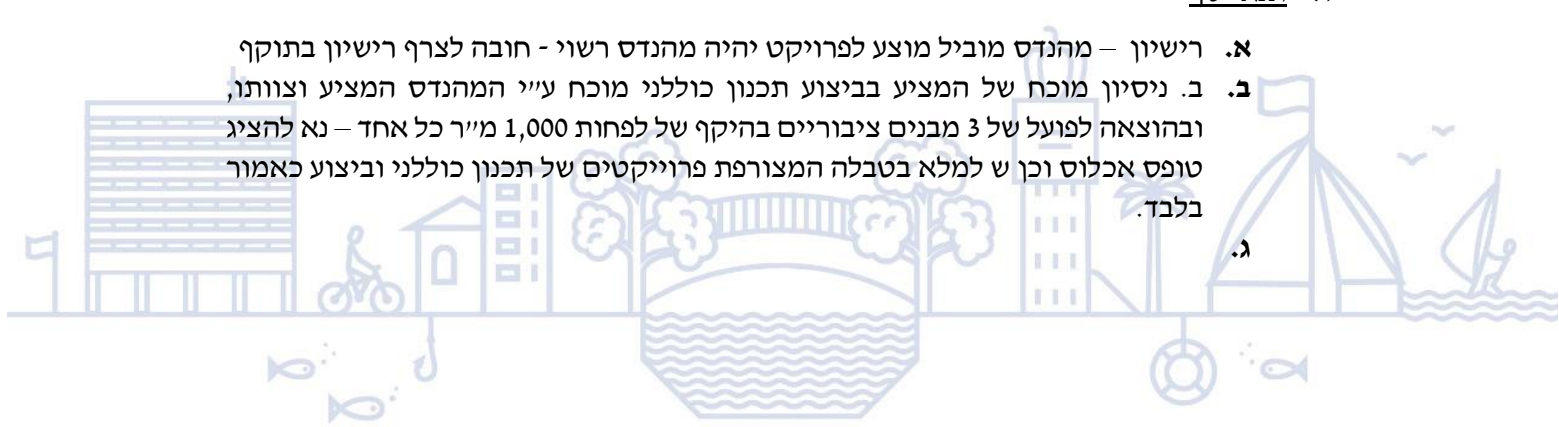 א. רישיון – מהנדס מוביל מוצע לפרויקט יהיה מהנדס רשוי - חובה לצרף רישיון בתוקף
ב. ב. ניסיון מוכח של המציע בביצוע תכנון כוללני מוכח ע״י המהנדס המציע וצוותו,
ובהוצאה לפועל של 3 מבנים ציבוריים בהיקף של לפחות 1,000 מ״ר כל אחד – נא להציג
טופס אכלוס וכן ש למלא בטבלה המצורפת פרוייקטים של תכנון כוללני וביצוע כאמור
בלבד.
ג.